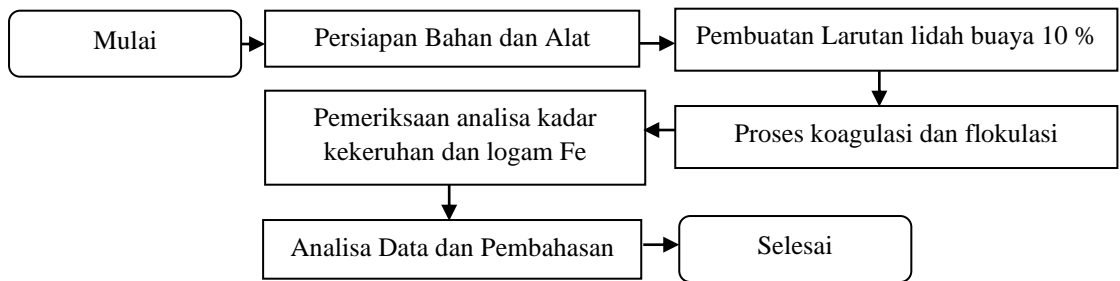 Mulai
Persiapan Bahan dan Alat
Pembuatan Larutan lidah buaya 10 %
Proses koagulasi dan flokulasi
Pemeriksaan analisa kadar
kekeruhan dan logam Fe
Analisa Data dan Pembahasan
Selesai